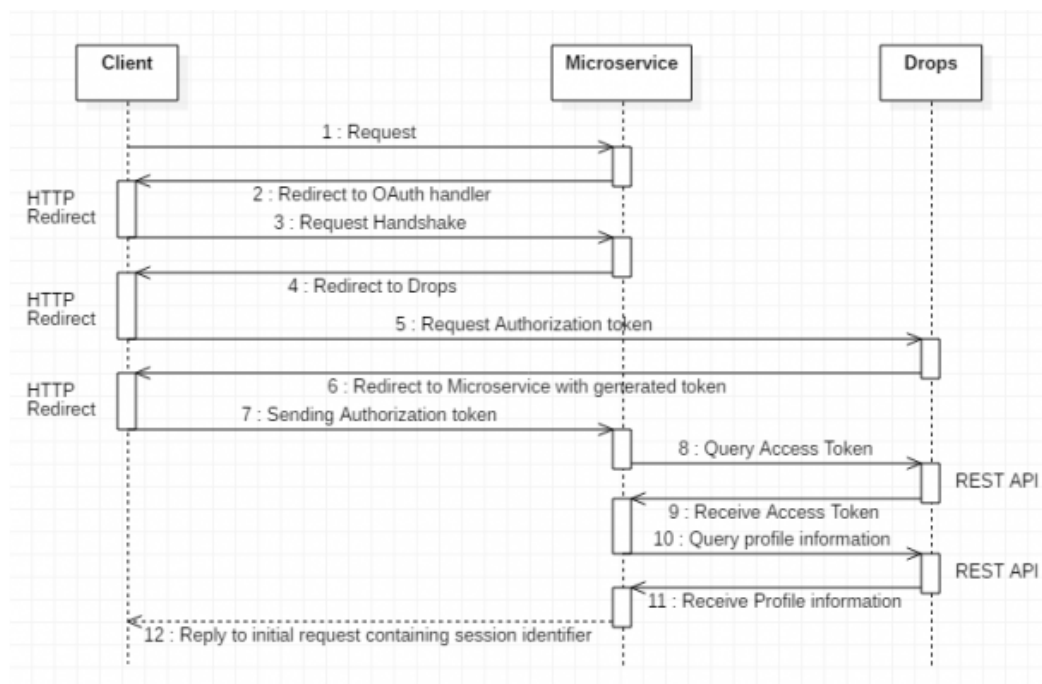 Client
Microservice
Drops
1 : Request
HTTP
Redirect
2 : Redirect to OAuth handler
3 : Request Handshake
HTTP
Redirect
4 : Redirect to Drops
5 : Request Authorization token
HTTP
Redirect
6 : Redirect to Microservice with generated token
7 : Sending Authorization token
8 : Query Access Token
REST API
9 : Receive Access Token
10 : Query profile information
REST API
11 : Receive Profile information
12 : Reply to initial request containing session identifier